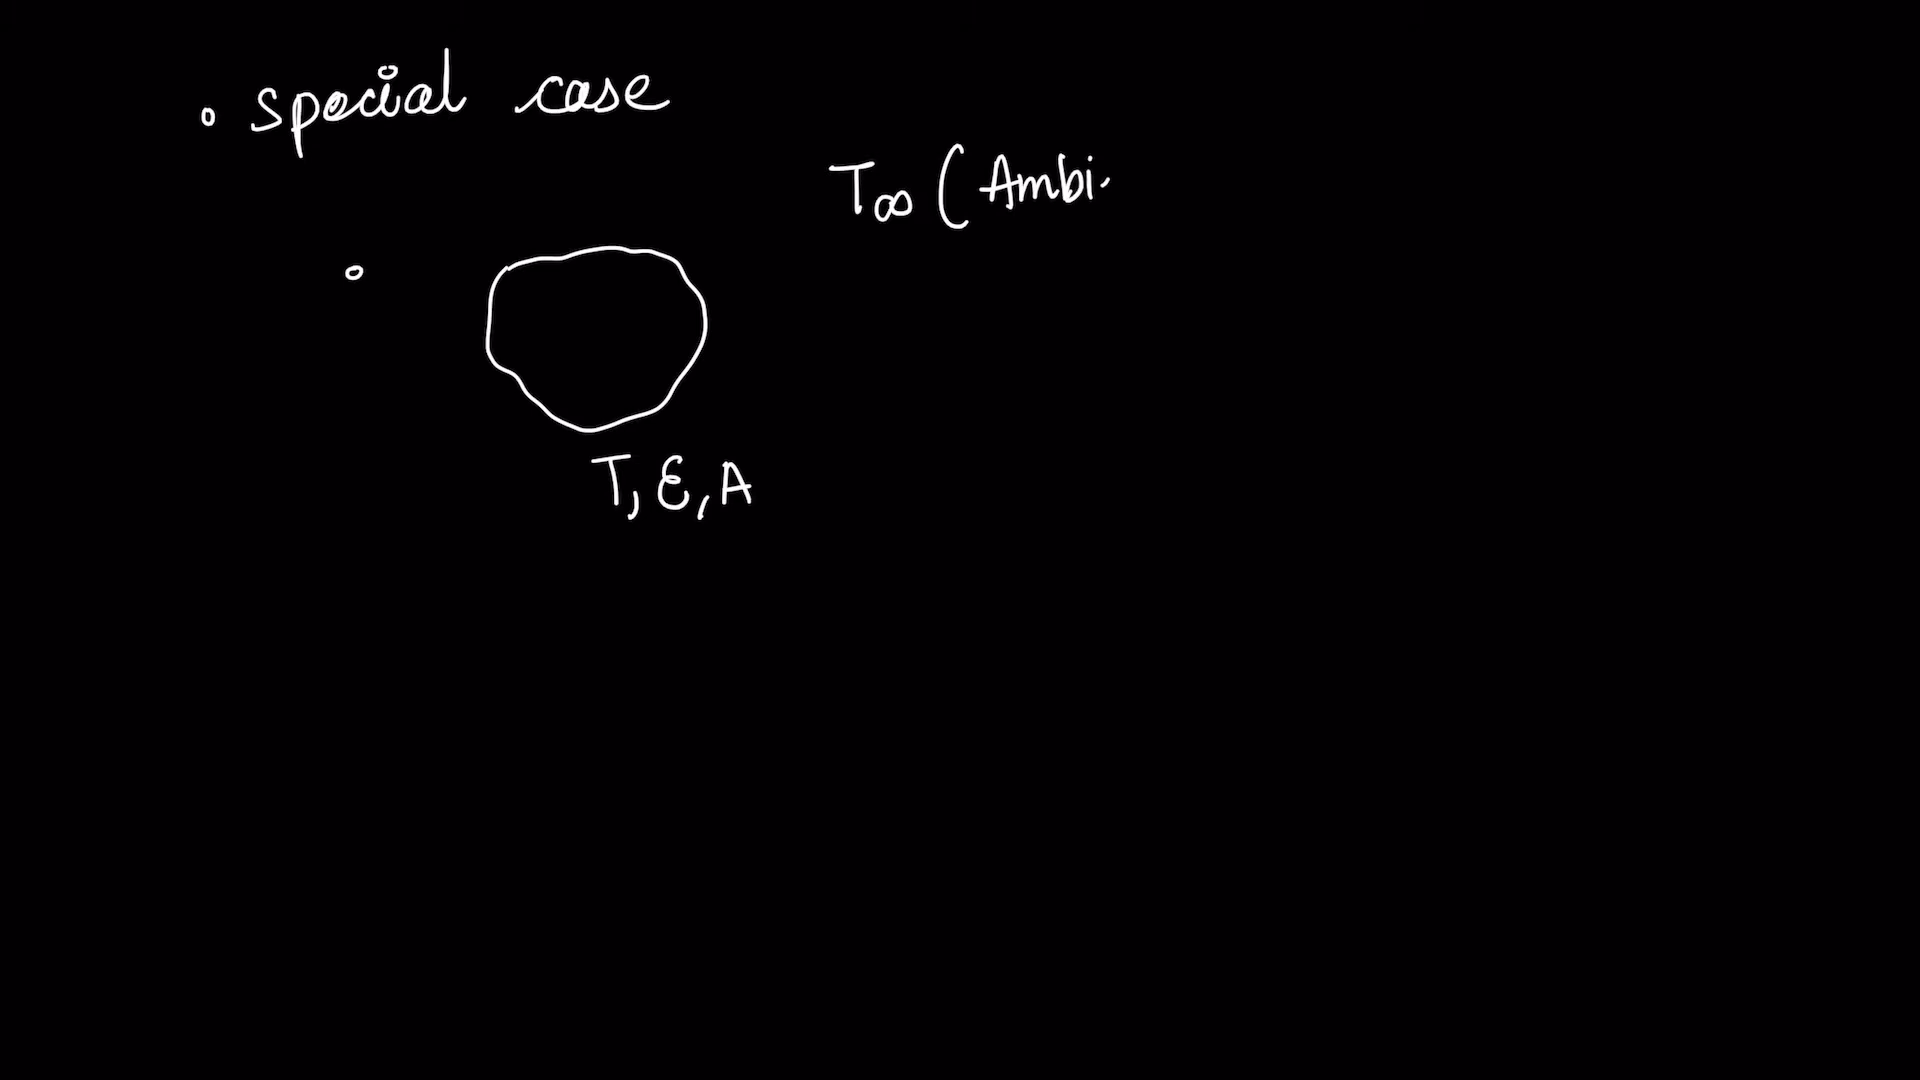 • special case
T∞ (Ambi
T, ε, A